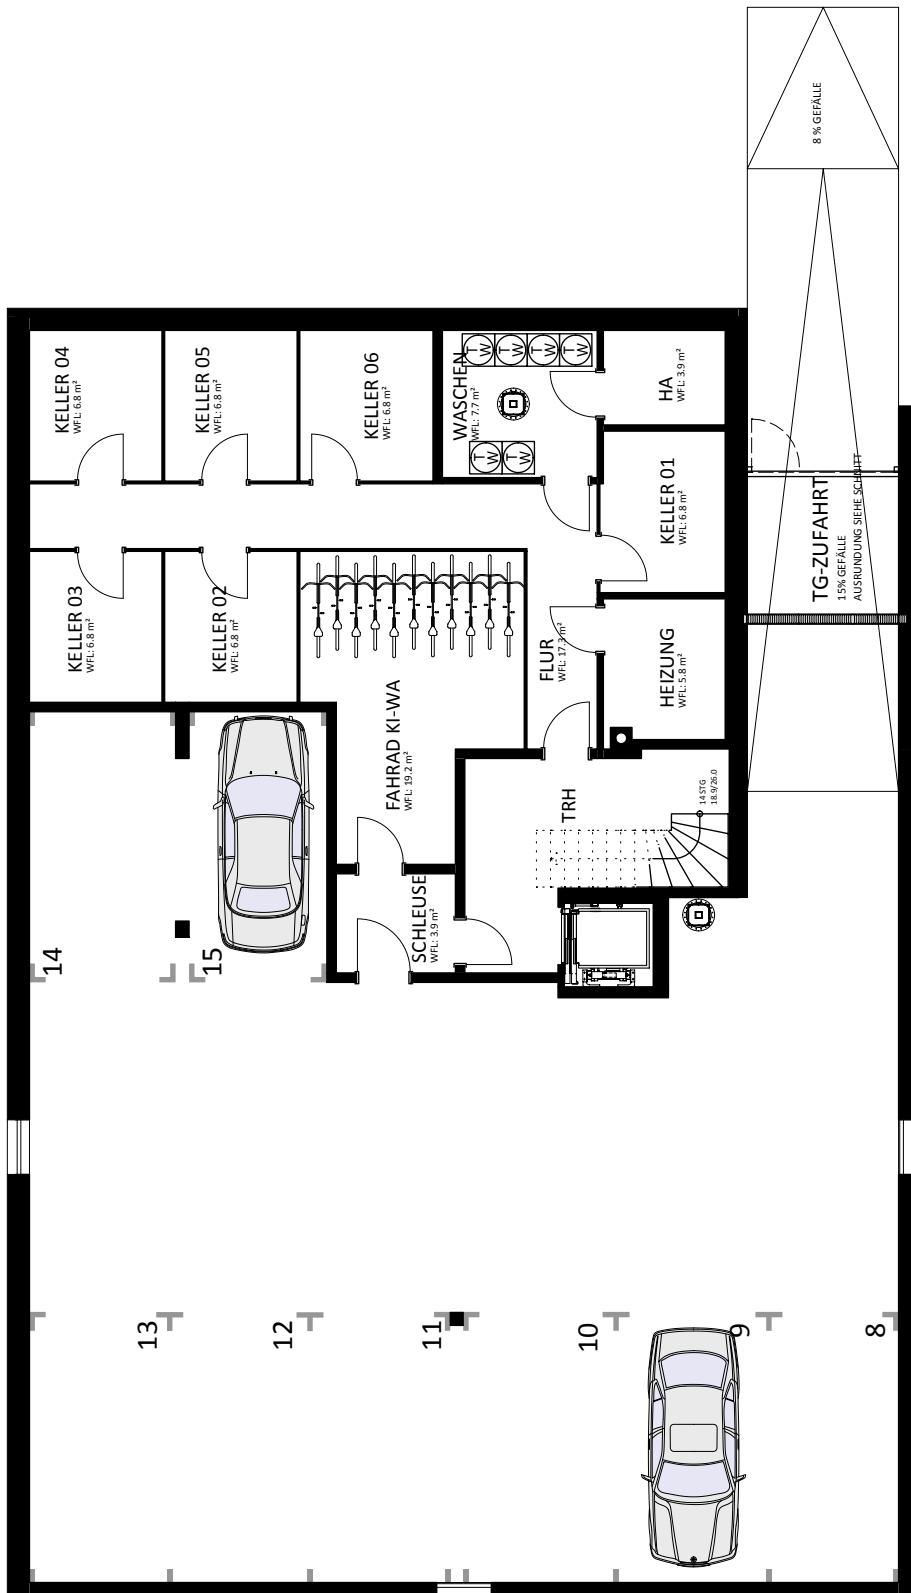 8 % GEFÄLLE
KELLER 04
WFL: 6.8 m²
KELLER 05
WFL: 6.8 m²
KELLER 06
WFL: 6.8 m²
WASCHEN
WFL: 7.7 m²
T
W
T
W
T
W
T
W
T
W
T
W
HA
WFL: 3.9 m²
KELLER 01
WFL: 6.8 m²
TG-ZUFAHRT
15% GEFÄLLE
AUSRUNDUNG SIEHE SCHNITT
KELLER 03
WFL: 6.8 m²
KELLER 02
WFL: 6.8 m²
FAHRAD KI-WA
WFL: 19.2 m²
FLUR
WFL: 17.3 m²
HEIZUNG
WFL: 5.8 m²
TRH
14 STG
18.9/26.0
SCHLEUSE
WFL: 3.9 m²
14
15
13
12
11
10
9
8